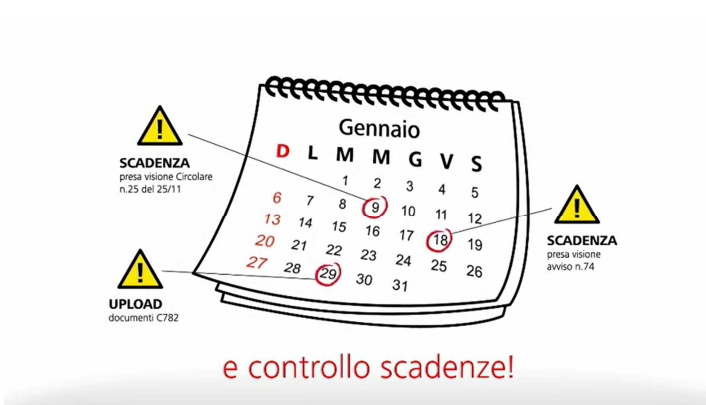 Gennaio
D L M M G V S
1 2 3 4 5
6 7 8 9 10 11 12
13 14 15 16 17 18 19
20 21 22 23 24 25 26
27 28 29 30 31
SCADENZA
presa visione Circolare
n.25 del 25/11
SCADENZA
presa visione
avviso n.74
UPLOAD
documenti C782
e controllo scadenze!